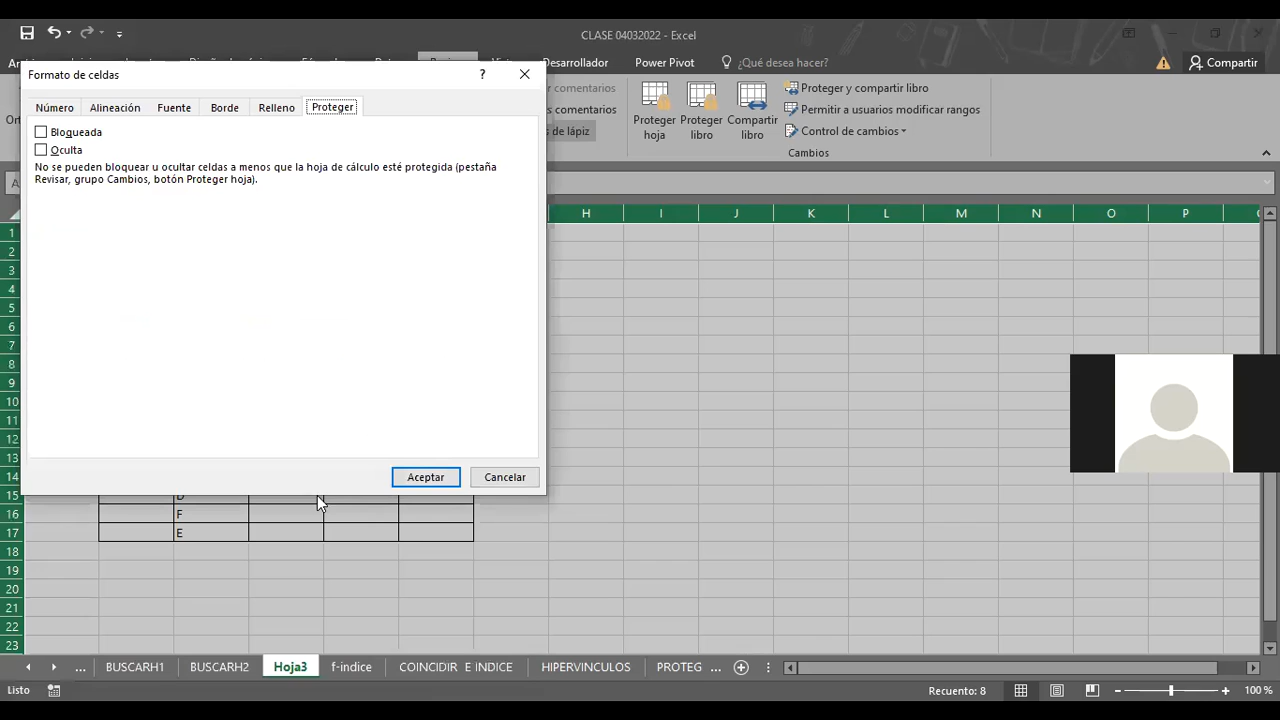 CLASE 04032022 - Excel
Desarrollador Power Pivot ¿Qué desea hacer? Compartir
Formato de celdas ?
Número Alineación Fuente Borde Relleno Proteger
Bloqueada
Oculta
No se pueden bloquear u ocultar celdas a menos que la hoja de cálculo esté protegida (pestaña
Revisar, grupo Cambios, botón Proteger hoja).
Aceptar Cancelar
comentarios
comentarios
s de lápiz
Proteger hoja
Proteger libro
Compartir libro
Proteger y compartir libro
Permitir a usuarios modificar rangos
Control de cambios
Cambios
H I J K L M N O P
1
2
3
4
5
6
7
8
9
10
11
12
13
14
15 D
16 F
17 E
18
19
20
21
22
23
... BUSCARH1 BUSCARH2 Hoja3 f-indice COINCIDIR E INDICE HIPERVINCULOS PROTEG ...
Listo Recuento: 8 100 %